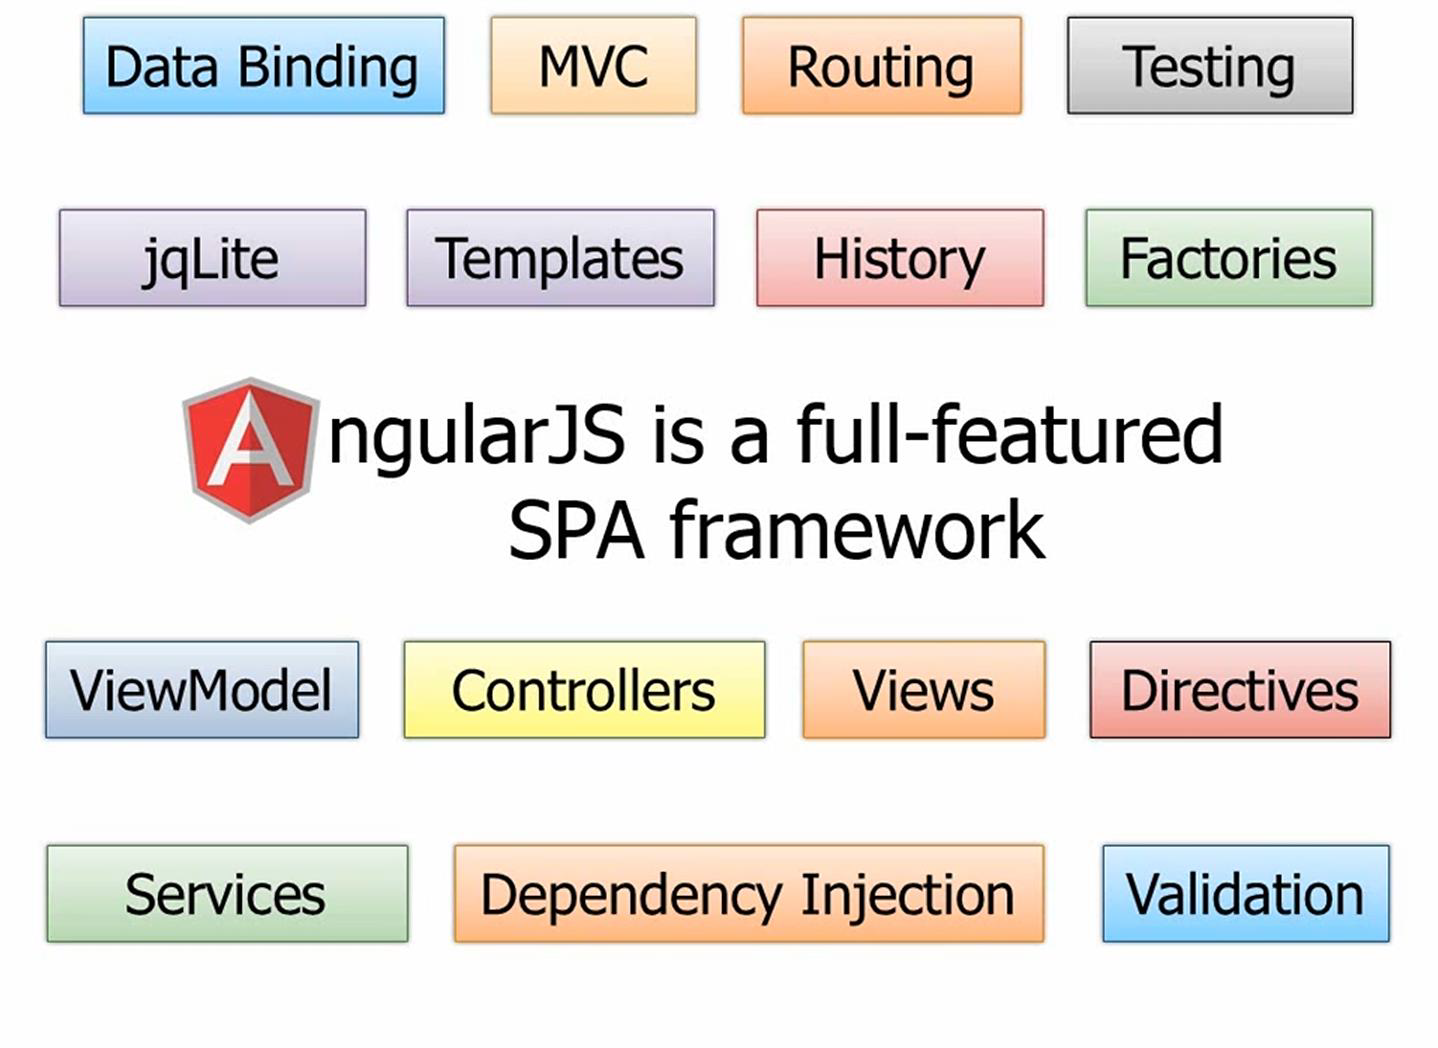 Data Binding MVC Routing Testing
jqLite Templates History Factories
AngularJS is a full-featured
SPA framework
ViewModel Controllers Views Directives
Services Dependency Injection Validation